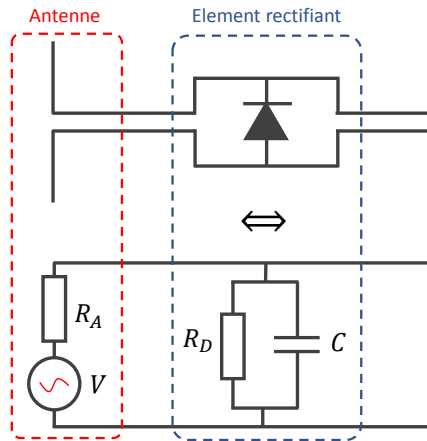 Antenne
Element rectifiant
R_A
R_D
C
V